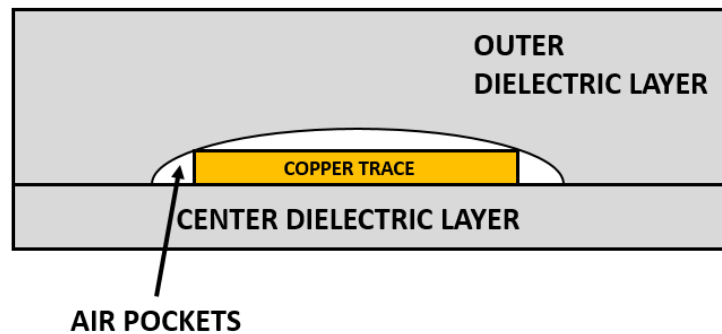 OUTER
DIELECTRIC LAYER
COPPER TRACE
CENTER DIELECTRIC LAYER
AIR POCKETS